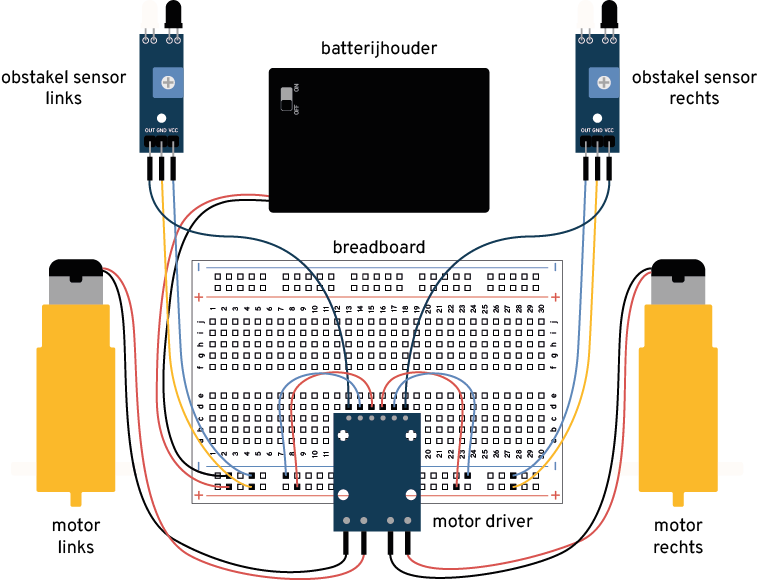 batterijhouder
obstakel sensor
links
obstakel sensor
rechts
ON
OFF
OUT GND VCC
OUT GND VCC
breadboard
1 2 3 4 5 6 7 8 9 10 11 12 13 14 15 16 17 18 19 20 21 22 23 24 25 26 27 28 29 30
j
i
h
g
f
e
d
c
b
a
motor driver
motor
links
motor
rechts